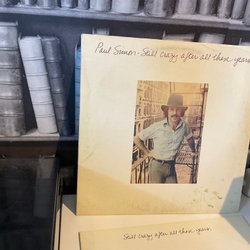 Paul Simon - Still crazy after all these years
Still crazy after all these years.